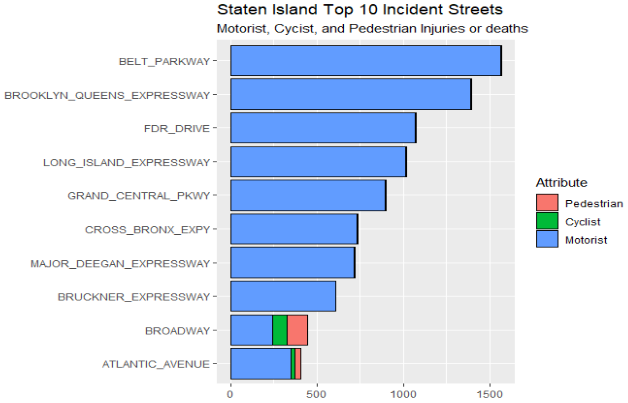 Staten Island Top 10 Incident Streets
Motorist, Cycist, and Pedestrian Injuries or deaths
BELT_PARKWAY
BROOKLYN_QUEENS_EXPRESSWAY
FDR_DRIVE
LONG_ISLAND_EXPRESSWAY
GRAND_CENTRAL_PKWY
CROSS_BRONX_EXPY
MAJOR_DEEGAN_EXPRESSWAY
BRUCKNER_EXPRESSWAY
BROADWAY
ATLANTIC_AVENUE
0 500 1000 1500
Attribute
Pedestrian
Cyclist
Motorist